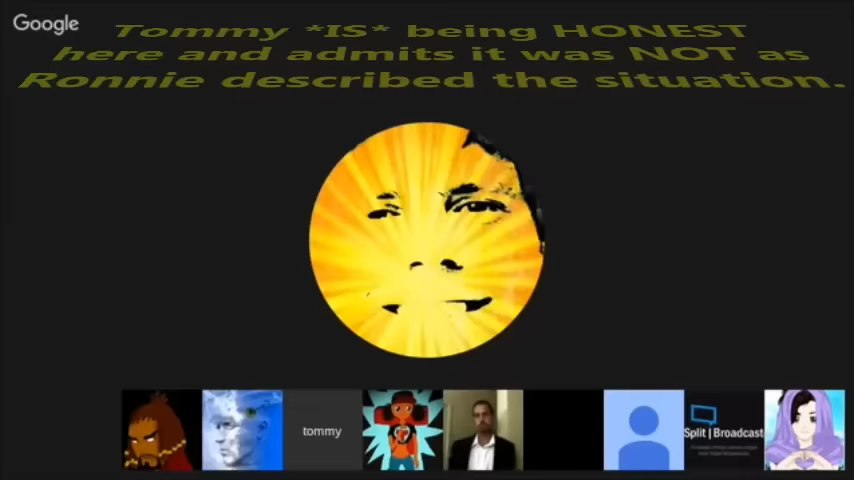 Google
Tommy *IS* being HONEST
here and admits it was NOT as
Ronnie described the situation.
tommy
Split | Broadcast